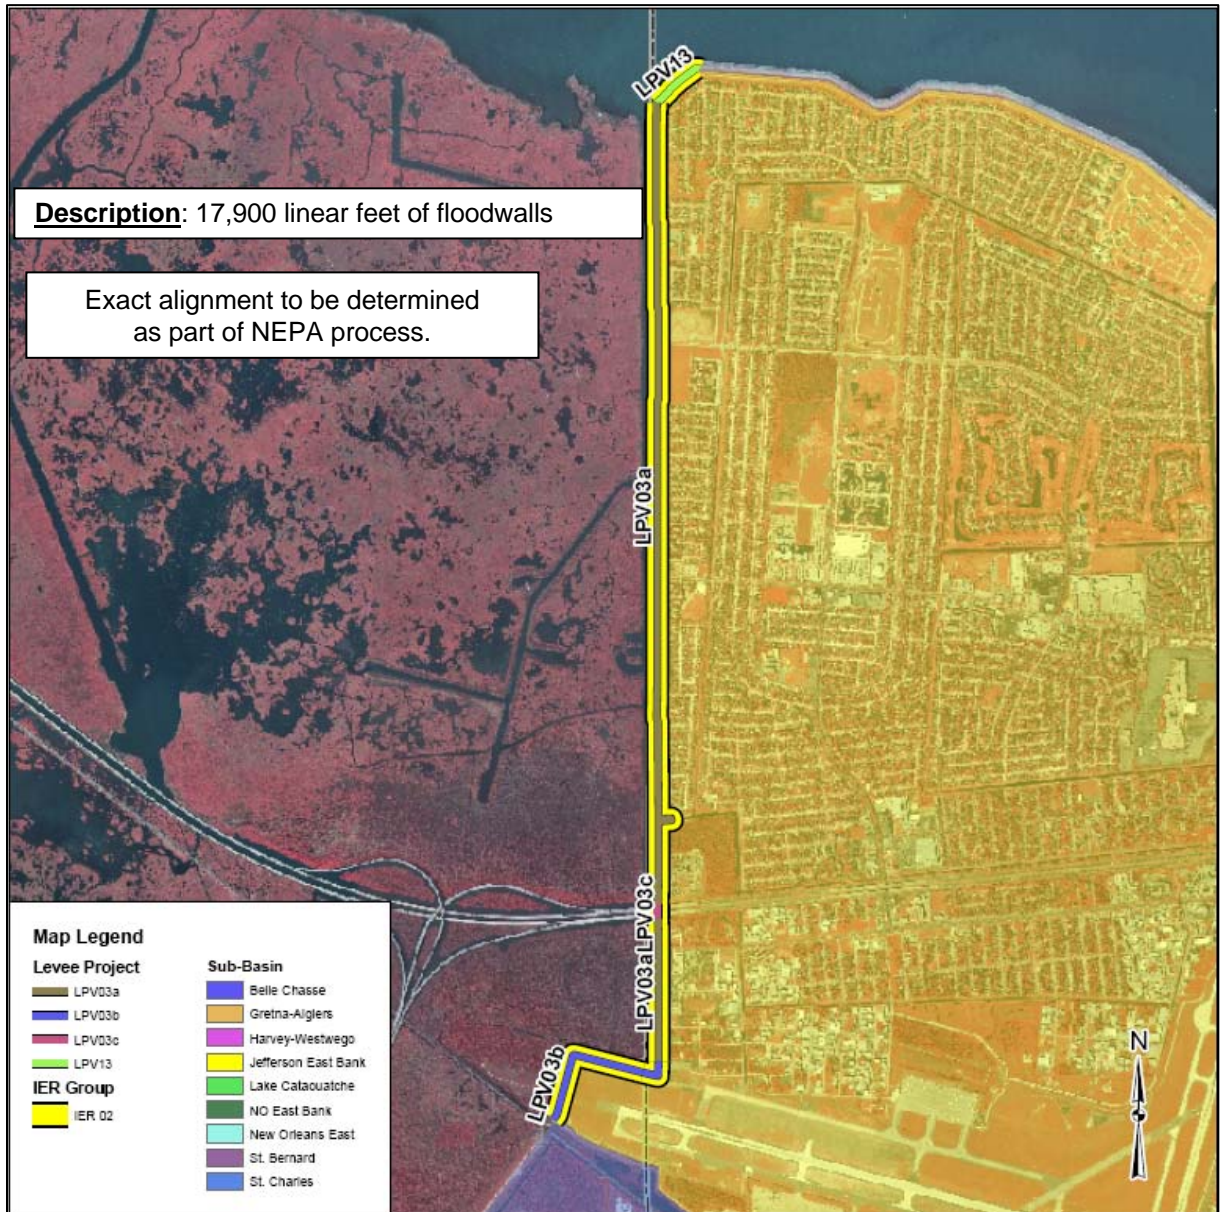 LPV13
Description: 17,900 linear feet of floodwalls
Exact alignment to be determined
as part of NEPA process.
LPV03a
LPV03c
LPV03a
LPV03b
N
Map Legend
Levee Project
LPV03a
LPV03b
LPV03c
LPV13
IER Group
IER 02
Sub-Basin
Belle Chasse
Gretna-Algiers
Harvey-Westwego
Jefferson East Bank
Lake Cataouatche
NO East Bank
New Orleans East
St. Bernard
St. Charles